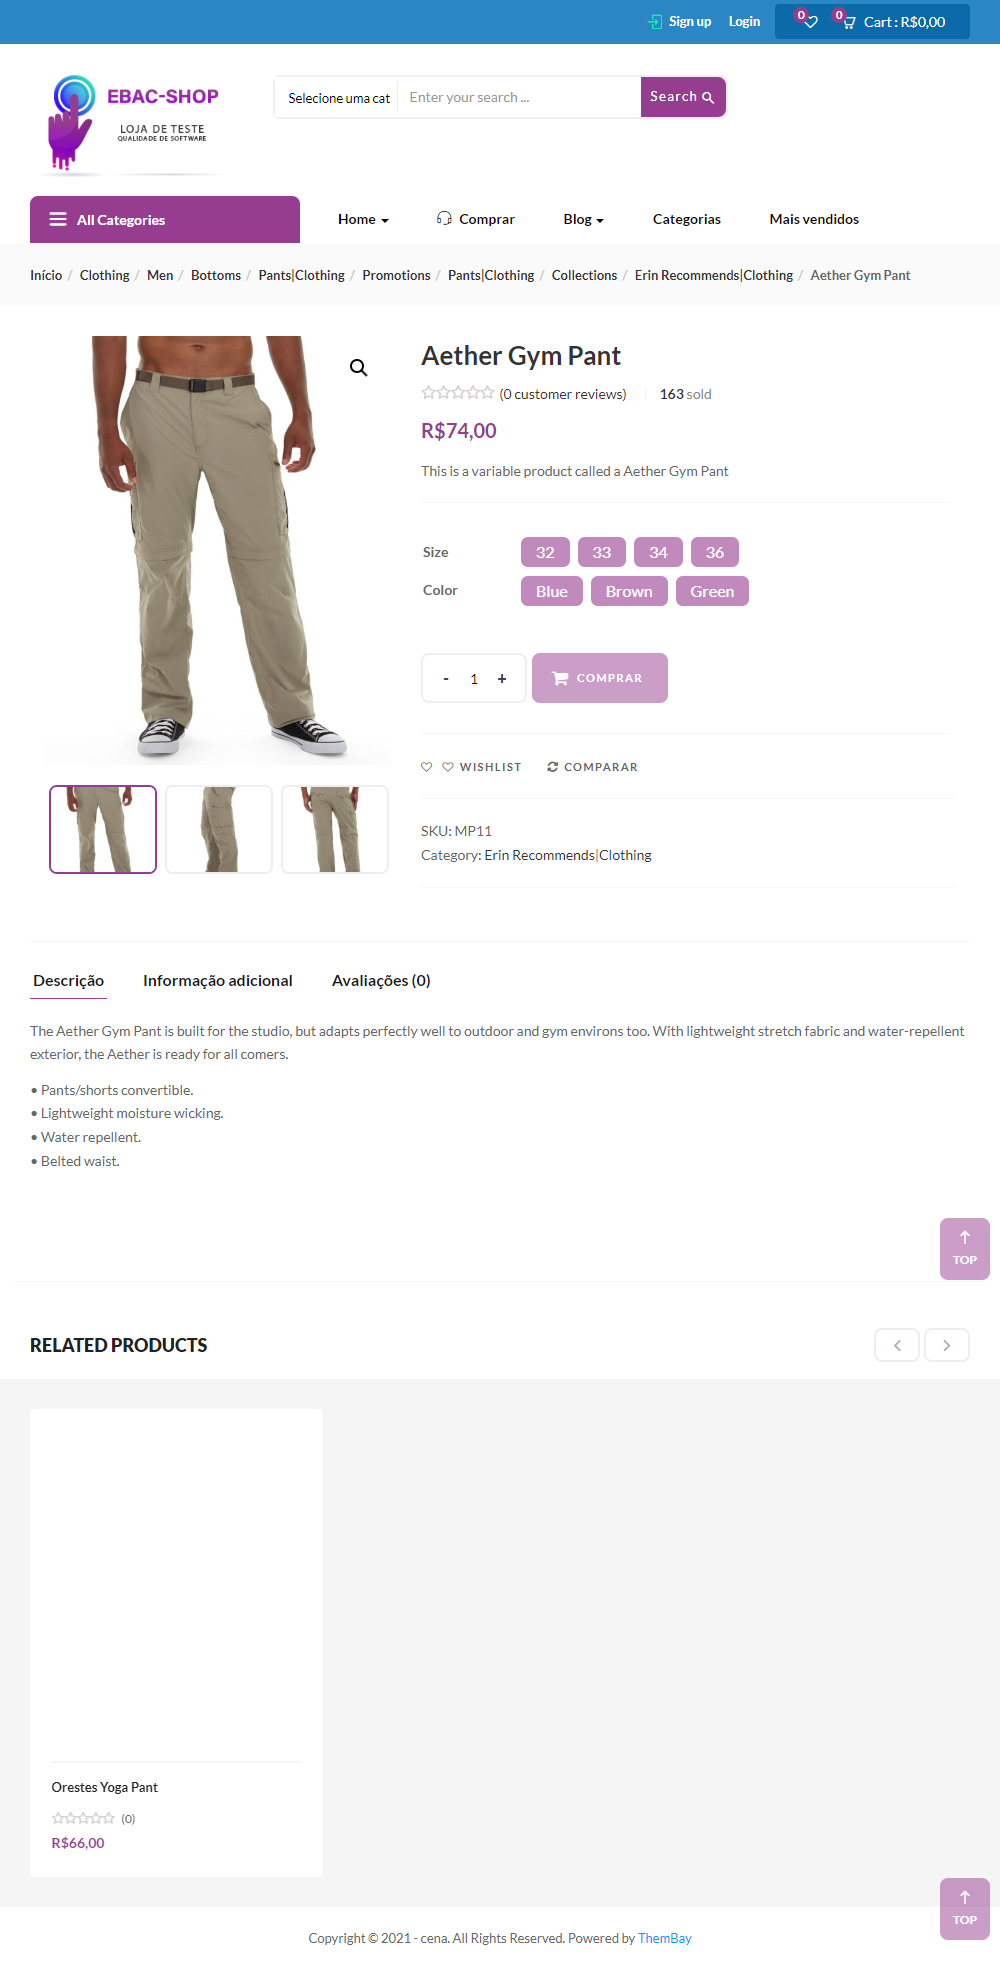 Sign up Login 0 0 Cart : R$0,00
EBAC-SHOP
LOJA DE TESTE
QUALIDADE DE SOFTWARE
Selecione uma cat Enter your search ... Search
All Categories Home Comprar Blog Categorias Mais vendidos
Início / Clothing / Men / Bottoms / Pants|Clothing / Promotions / Pants|Clothing / Collections / Erin Recommends|Clothing / Aether Gym Pant
Aether Gym Pant
(0 customer reviews) 163 sold
R$74,00
This is a variable product called a Aether Gym Pant
Size 32 33 34 36
Color Blue Brown Green
- 1 + COMPRAR
WISHLIST COMPARAR
SKU: MP11
Category: Erin Recommends|Clothing
Descrição Informação adicional Avaliações (0)
The Aether Gym Pant is built for the studio, but adapts perfectly well to outdoor and gym environs too. With lightweight stretch fabric and water-repellent
exterior, the Aether is ready for all comers.
• Pants/shorts convertible.
• Lightweight moisture wicking.
• Water repellent.
• Belted waist.
TOP
RELATED PRODUCTS
Orestes Yoga Pant
(0)
R$66,00
TOP
Copyright © 2021 - cena. All Rights Reserved. Powered by ThemBay